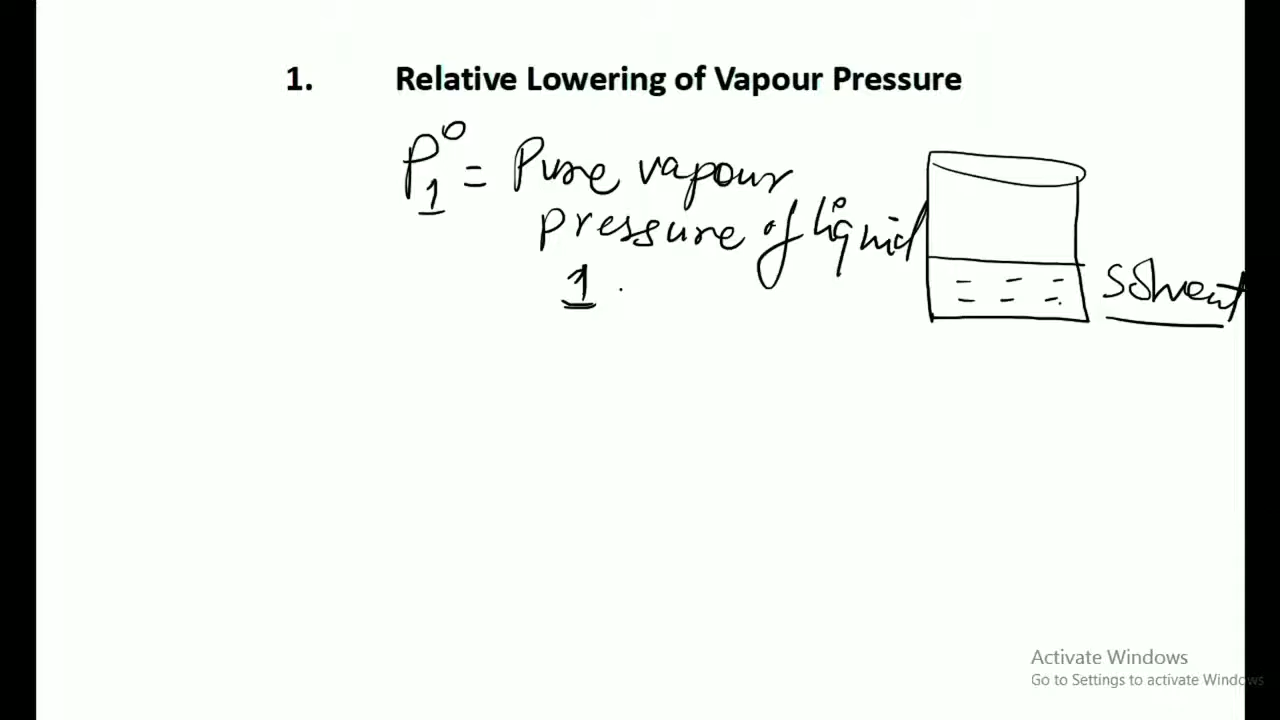 1. Relative Lowering of Vapour Pressure
P₁⁰ = Pure vapour
pressure of liquid
1
solvent
Activate Windows
Go to Settings to activate Windows